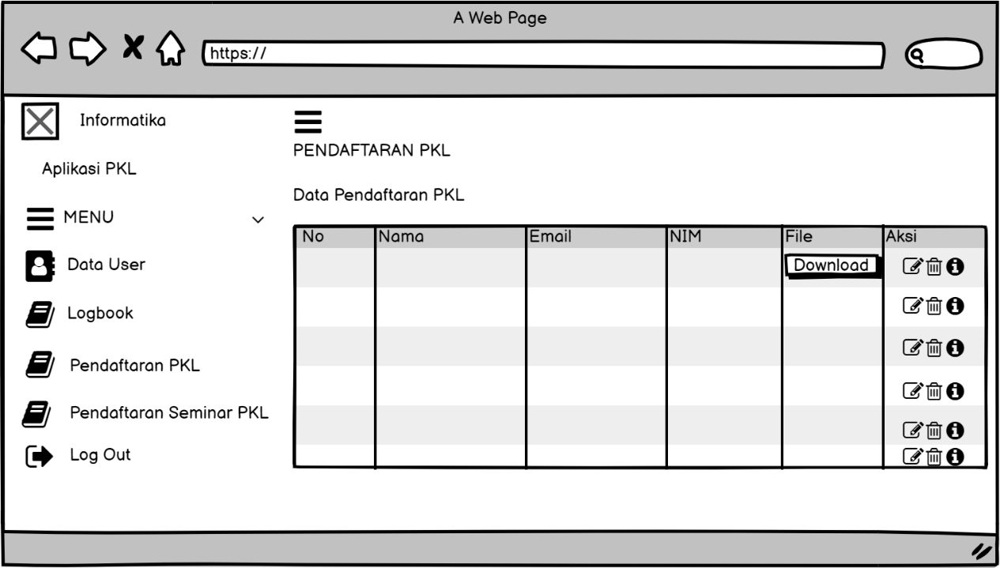 A Web Page
https://
Informatika
Aplikasi PKL
MENU
Data User
Logbook
Pendaftaran PKL
Pendaftaran Seminar PKL
Log Out
PENDAFTARAN PKL
Data Pendaftaran PKL
No Nama Email NIM File Aksi
Download